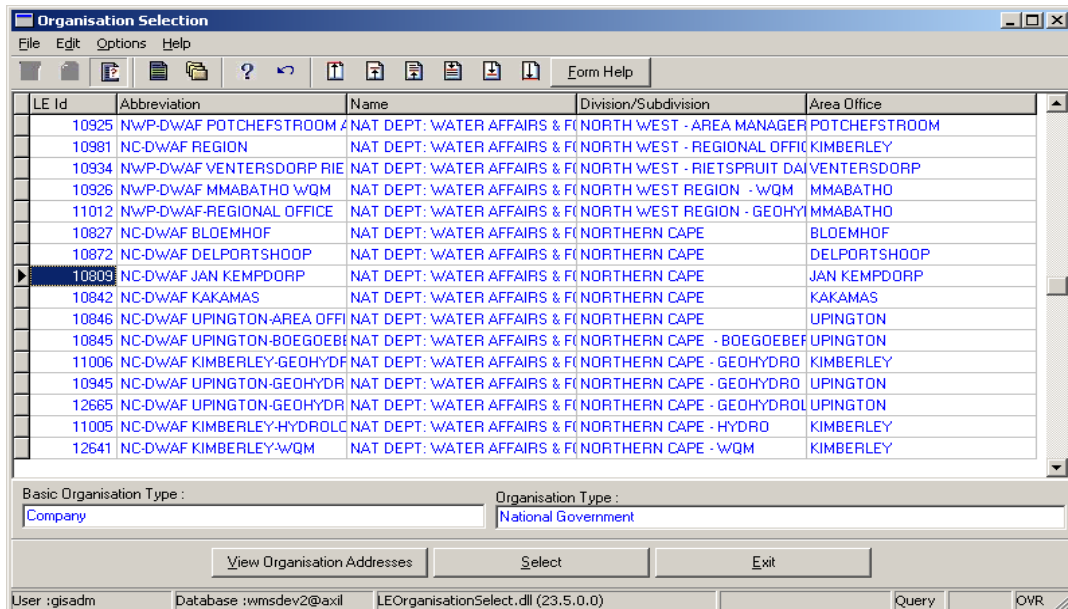 Organisation Selection
File Edit Options Help
Form Help
LE Id Abbreviation Name Division/Subdivision Area Office
10925 NWP-DWAF POTCHEFSTROOM NAT DEPT: WATER AFFAIRS & NORTH WEST - AREA MANAGER POTCHEFSTROOM
10981 NC-DWAF REGION NAT DEPT: WATER AFFAIRS & NORTH WEST - REGIONAL OFFIC KIMBERLEY
10934 NWP-DWAF VENTERSDORP RIE NAT DEPT: WATER AFFAIRS & NORTH WEST - RIETSPRUIT DA VENTERSDORP
10926 NWP-DWAF MMABATHO WQM NAT DEPT: WATER AFFAIRS & NORTH WEST REGION - WQM MMABATHO
11012 NWP-DWAF-REGIONAL OFFICE NAT DEPT: WATER AFFAIRS & NORTH WEST REGION - GEOHY MMABATHO
10827 NC-DWAF BLOEMHOF NAT DEPT: WATER AFFAIRS & NORTHERN CAPE BLOEMHOF
10872 NC-DWAF DELPORTSHOOP NAT DEPT: WATER AFFAIRS & NORTHERN CAPE DELPORTSHOOP
10809 NC-DWAF JAN KEMPDORP NAT DEPT: WATER AFFAIRS & NORTHERN CAPE JAN KEMPDORP
10842 NC-DWAF KAKAMAS NAT DEPT: WATER AFFAIRS & NORTHERN CAPE KAKAMAS
10846 NC-DWAF UPINGTON-AREA OFFI NAT DEPT: WATER AFFAIRS & NORTHERN CAPE UPINGTON
10845 NC-DWAF UPINGTON-BOEGOEB NAT DEPT: WATER AFFAIRS & NORTHERN CAPE - BOEGOEBE UPINGTON
11006 NC-DWAF KIMBERLEY-GEOHYD NAT DEPT: WATER AFFAIRS & NORTHERN CAPE - GEOHYDRO KIMBERLEY
10945 NC-DWAF UPINGTON-GEOHYDR NAT DEPT: WATER AFFAIRS & NORTHERN CAPE - GEOHYDRO UPINGTON
12665 NC-DWAF UPINGTON-GEOHYDR NAT DEPT: WATER AFFAIRS & NORTHERN CAPE - GEOHYDROL UPINGTON
11005 NC-DWAF KIMBERLEY-HYDROLO NAT DEPT: WATER AFFAIRS & NORTHERN CAPE - HYDRO KIMBERLEY
12641 NC-DWAF KIMBERLEY-WQM NAT DEPT: WATER AFFAIRS & NORTHERN CAPE - WQM KIMBERLEY
Basic Organisation Type : Organisation Type :
Company National Government
View Organisation Addresses Select Exit
User :gisadm Database :wmsdev2@axil LEOrganisationSelect.dll (23.5.0.0) Query OVR